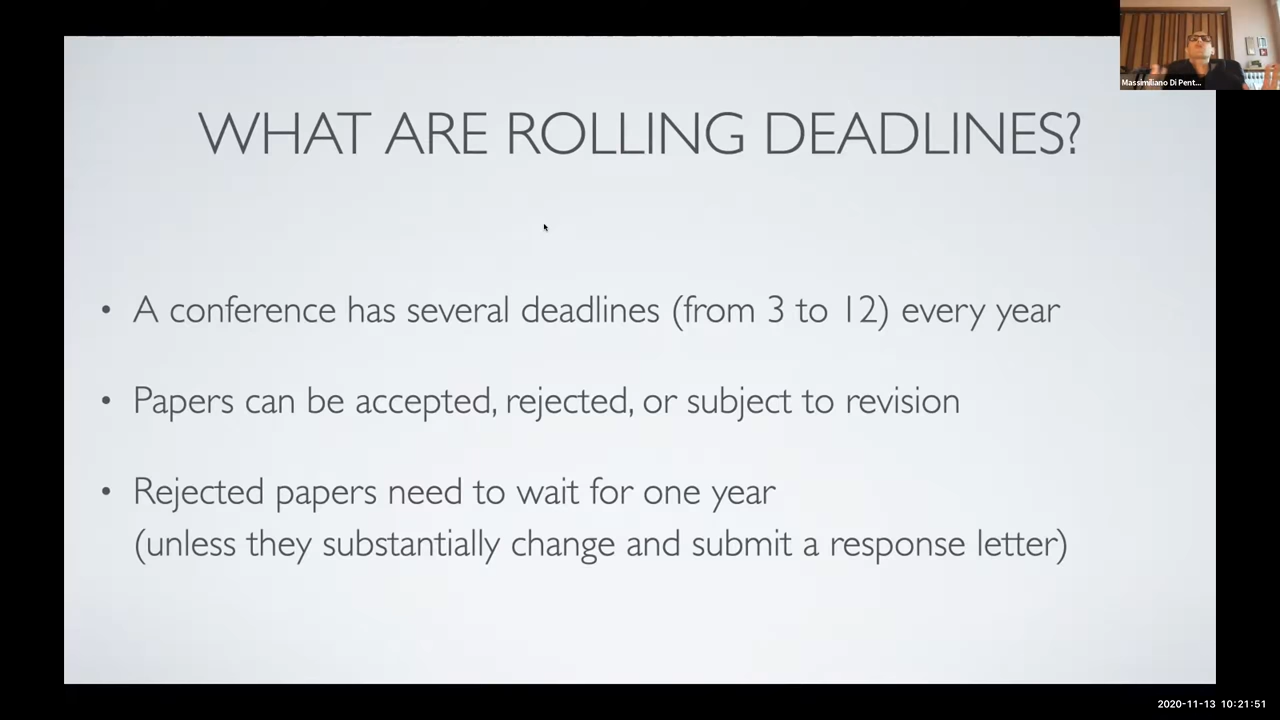 WHAT ARE ROLLING DEADLINES?
• A conference has several deadlines (from 3 to 12) every year
• Papers can be accepted, rejected, or subject to revision
• Rejected papers need to wait for one year
(unless they substantially change and submit a response letter)
Massimiliano Di Pent...
2020-11-13 10:21:51